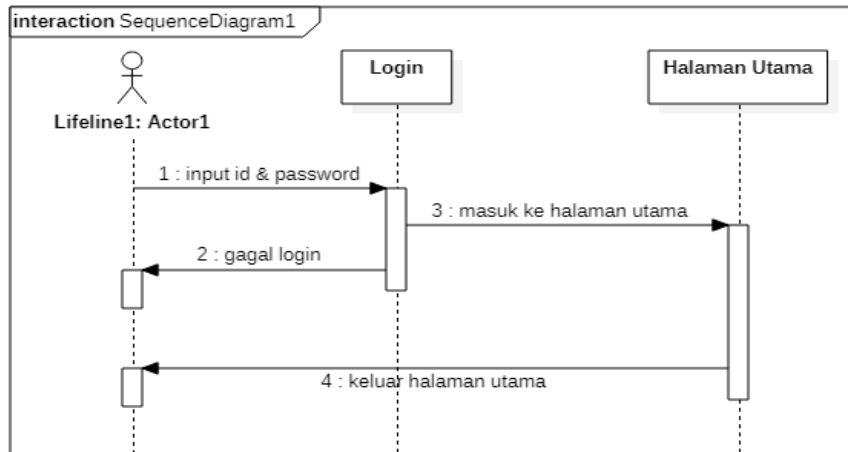 interaction SequenceDiagram1
Login
Halaman Utama
Lifeline1: Actor1
1 : input id & password
3 : masuk ke halaman utama
2 : gagal login
4 : keluar halaman utama